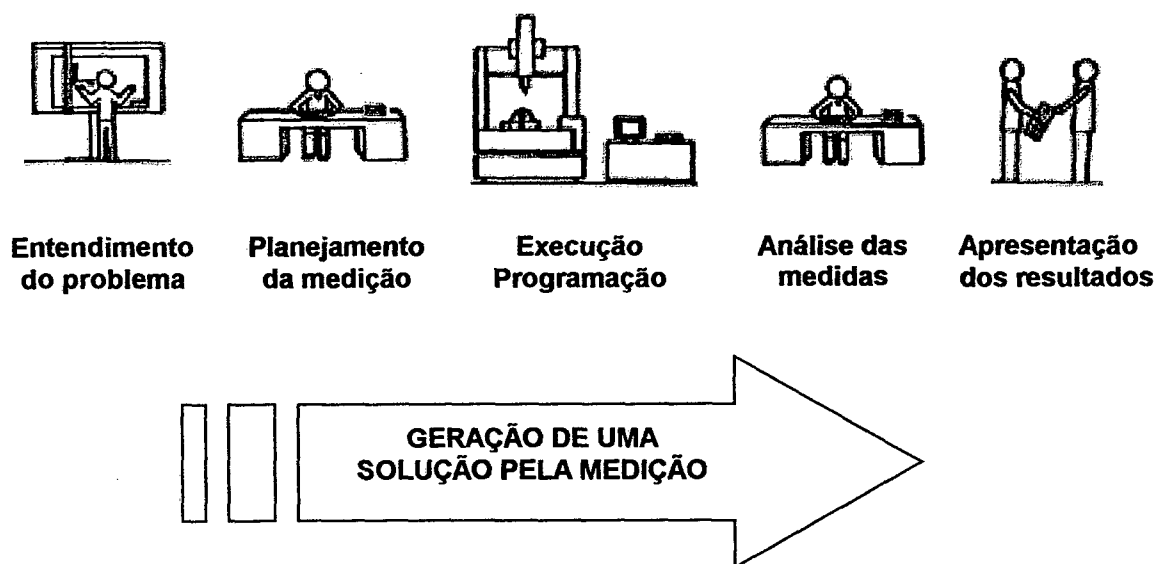 Entendimento
do problema
Planejamento
da medição
Execução
Programação
Análise das
medidas
Apresentação
dos resultados
GERAÇÃO DE UMA
SOLUÇÃO PELA MEDIÇÃO